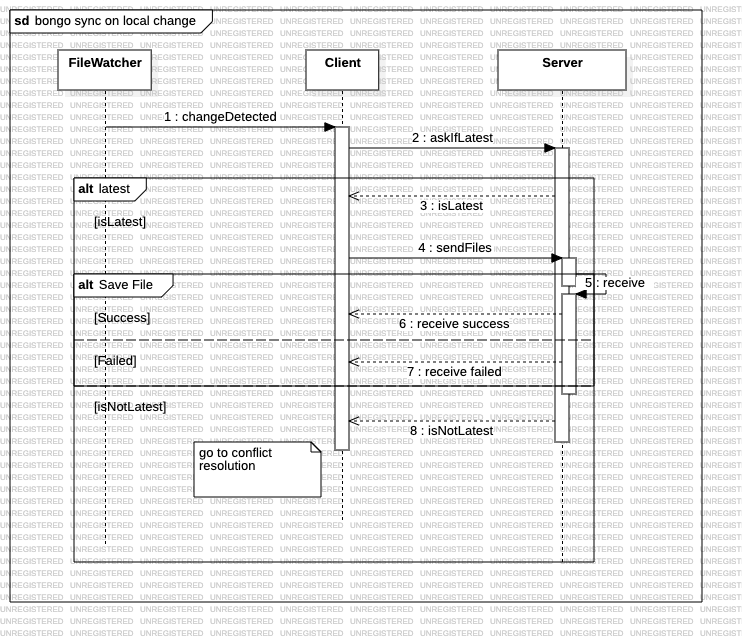 sd bongo sync on local change
FileWatcher
Client
Server
1 : changeDetected
2 : askIfLatest
alt latest
3 : isLatest
[isLatest]
4 : sendFiles
alt Save File
5 : receive
[Success]
6 : receive success
[Failed]
7 : receive failed
[isNotLatest]
8 : isNotLatest
go to conflict
resolution
UNREGISTERED